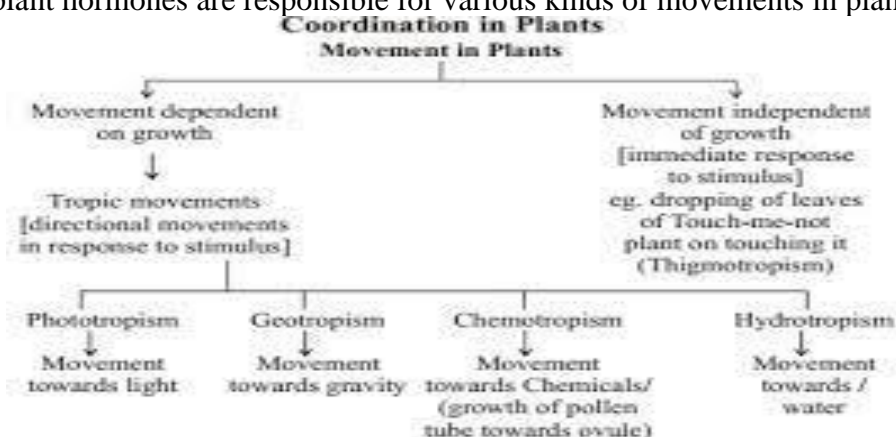 plant hormones are responsible for various kinds of movements in plan
Coordination in Plants
Movement in Plants
Movement dependent
on growth
Movement independent
of growth
[immediate response
to stimulus]
eg. dropping of leaves
of Touch-me-not
plant on touching it
(Thigmotropism)
Tropic movements
[directional movements
in response to stimulus]
Phototropism
Geotropism
Chemotropism
Hydrotropism
Movement
towards light
Movement
towards gravity
Movement
towards Chemicals/
(growth of pollen
tube towards ovule)
Movement
towards /
water